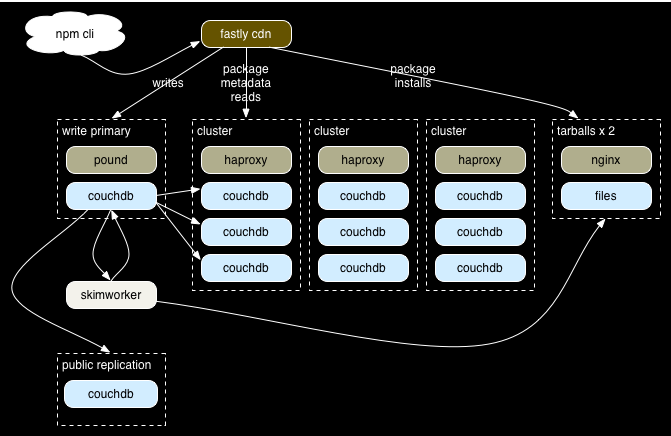 npm cli
fastly cdn
writes
package
metadata
reads
package
installs
write primary
pound
couchdb
cluster
haproxy
couchdb
couchdb
couchdb
cluster
haproxy
couchdb
couchdb
couchdb
cluster
haproxy
couchdb
couchdb
couchdb
tarballs x 2
nginx
files
skimworker
public replication
couchdb